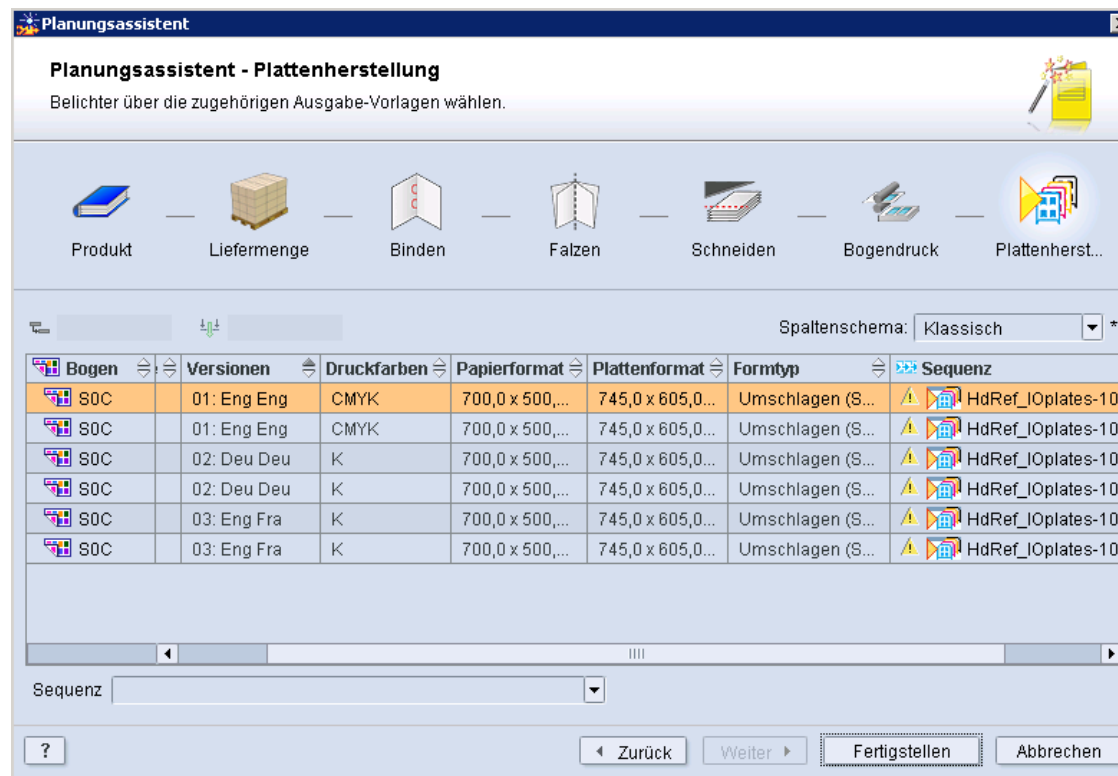 Planungsassistent
Planungsassistent - Plattenherstellung
Belichter über die zugehörigen Ausgabe-Vorlagen wählen.
Produkt Liefermenge Binden Falzen Schneiden Bogendruck Plattenherst...
Spaltenschema: Klassisch *
Bogen Versionen Druckfarben Papierformat Plattenformat Formtyp Sequenz
S0C 01: Eng Eng CMYK 700,0 x 500,... 745,0 x 605,0... Umschlagen (S... HdRef_IOplates-10
S0C 01: Eng Eng CMYK 700,0 x 500,... 745,0 x 605,0... Umschlagen (S... HdRef_IOplates-10
S0C 02: Deu Deu K 700,0 x 500,... 745,0 x 605,0... Umschlagen (S... HdRef_IOplates-10
S0C 02: Deu Deu K 700,0 x 500,... 745,0 x 605,0... Umschlagen (S... HdRef_IOplates-10
S0C 03: Eng Fra K 700,0 x 500,... 745,0 x 605,0... Umschlagen (S... HdRef_IOplates-10
S0C 03: Eng Fra K 700,0 x 500,... 745,0 x 605,0... Umschlagen (S... HdRef_IOplates-10
Sequenz
? Zurück Weiter Fertigstellen Abbrechen